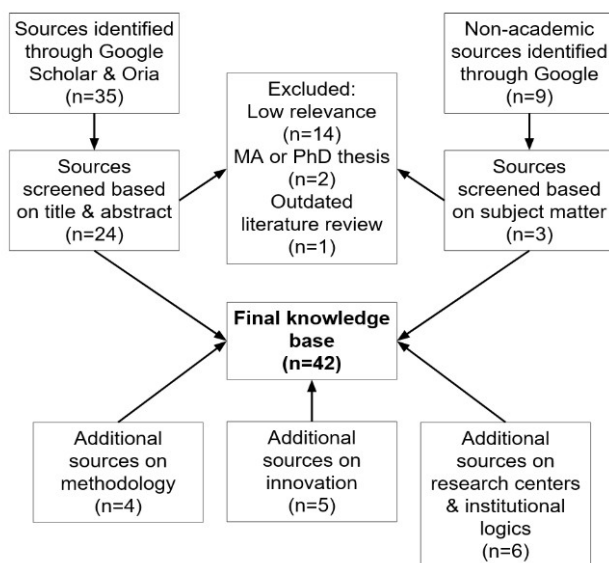 Sources
identified
through Google
Scholar & Oria
(n=35)
Non-academic
sources identified
through Google
(n=9)
Excluded:
Low relevance
(n=14)
MA or PhD thesis
(n=2)
Outdated
literature review
(n=1)
Sources
screened based
on title & abstract
(n=24)
Sources
screened based
on subject matter
(n=3)
Final knowledge
base
(n=42)
Additional
sources on
methodology
(n=4)
Additional
sources on
innovation
(n=5)
Additional
sources on
research centers
& institutional
logics
(n=6)